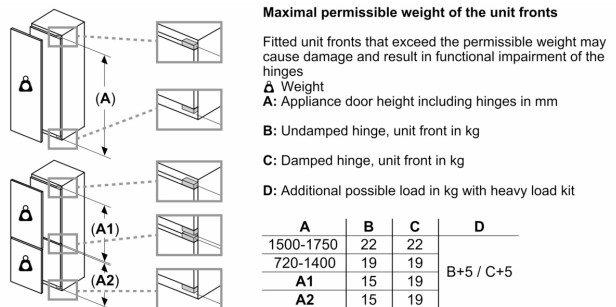 Maximal permissible weight of the unit fronts
Fitted unit fronts that exceed the permissible weight may
cause damage and result in functional impairment of the
hinges
Weight
A: Appliance door height including hinges in mm
B: Undamped hinge, unit front in kg
C: Damped hinge, unit front in kg
D: Additional possible load in kg with heavy load kit
(A)
(A1)
(A2)
A B C D
1500-1750 22 22
720-1400 19 19
B+5 / C+5
A1 15 19
A2 15 19